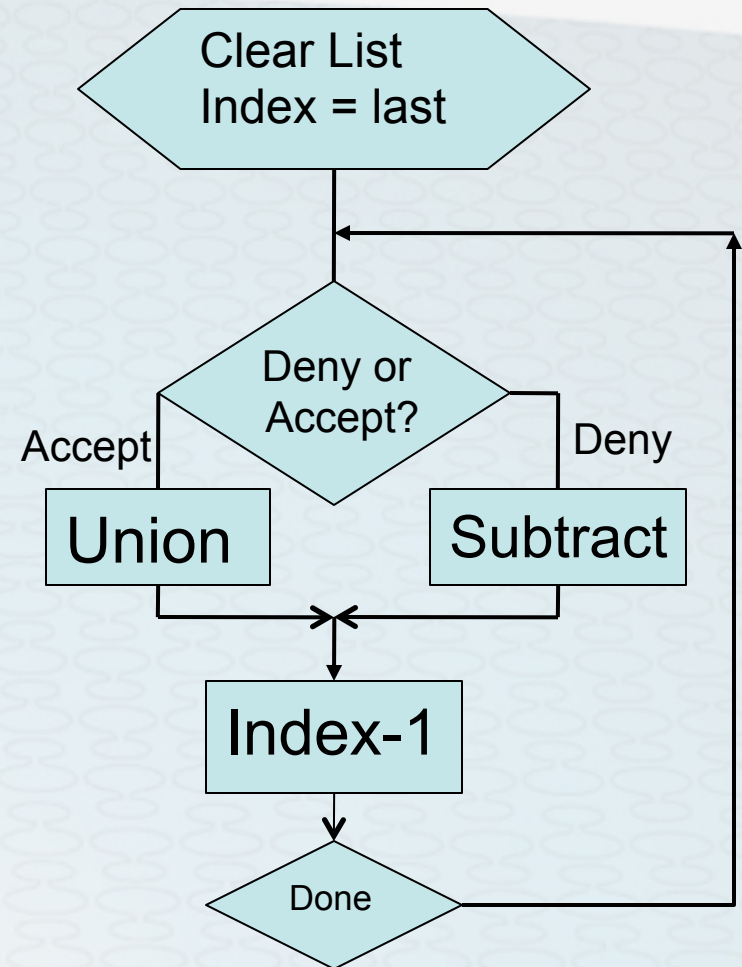 Clear List
Index = last
Deny or
Accept?
Accept
Deny
Union
Subtract
Index-1
Done